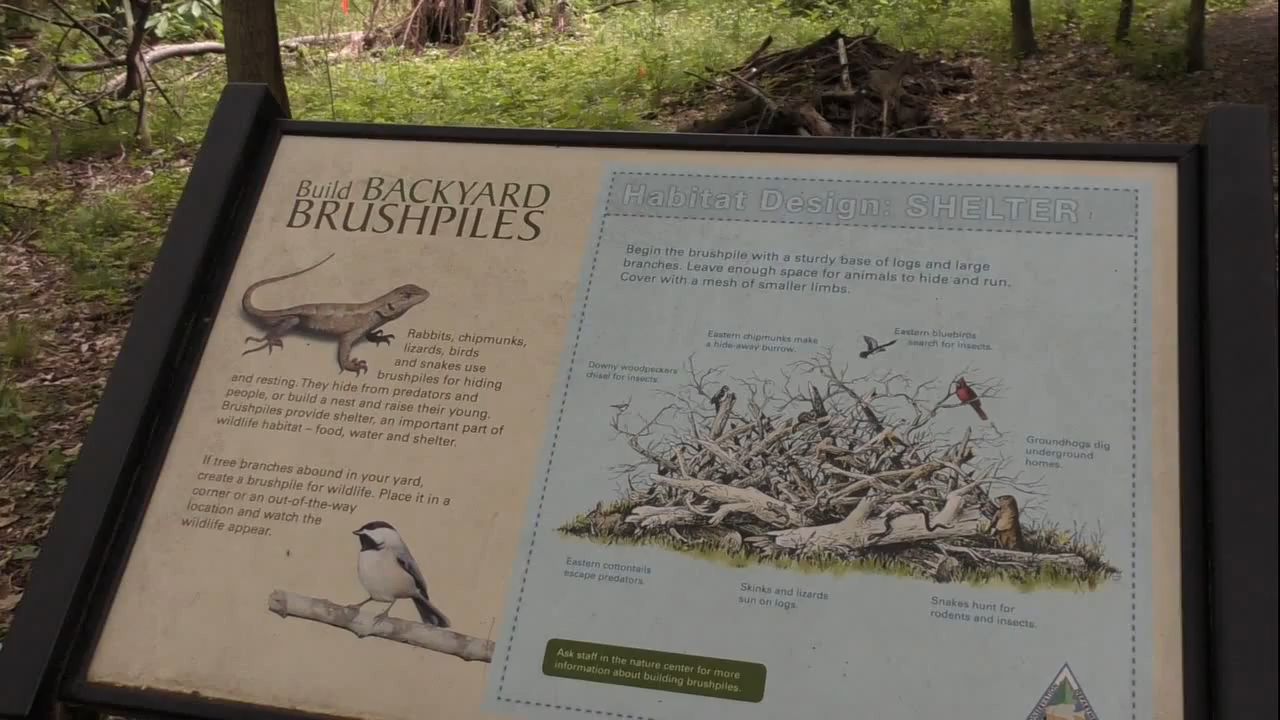 Build BACKYARD
BRUSHPILES
Rabbits, chipmunks,
lizards, birds
and snakes use
brushpiles for hiding
and resting. They hide from predators and
people, or build a nest and raise their young.
Brushpiles provide shelter, an important part of
wildlife habitat – food, water and shelter.
If tree branches abound in your yard,
create a brushpile for wildlife. Place it in a
corner or an out-of-the-way
location and watch the
wildlife appear.
Habitat Design: SHELTER
Begin the brushpile with a sturdy base of logs and large
branches. Leave enough space for animals to hide and run.
Cover with a mesh of smaller limbs.
Eastern chipmunks make
a hide-away burrow.
Eastern bluebirds
search for insects.
Downy woodpeckers
chisel for insects.
Groundhogs dig
underground
homes.
Eastern cottontails
escape predators.
Skinks and lizards
sun on logs.
Snakes hunt for
rodents and insects.
Ask staff in the nature center for more
information about building brushpiles.